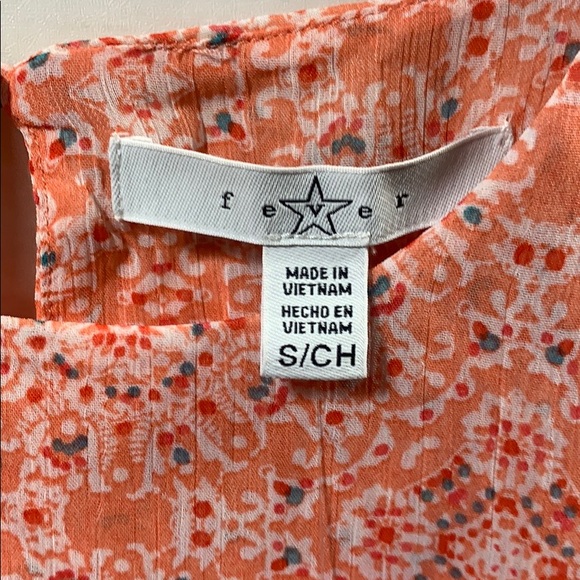 fever
MADE IN
VIETNAM
HECHO EN
VIETNAM
S/CH